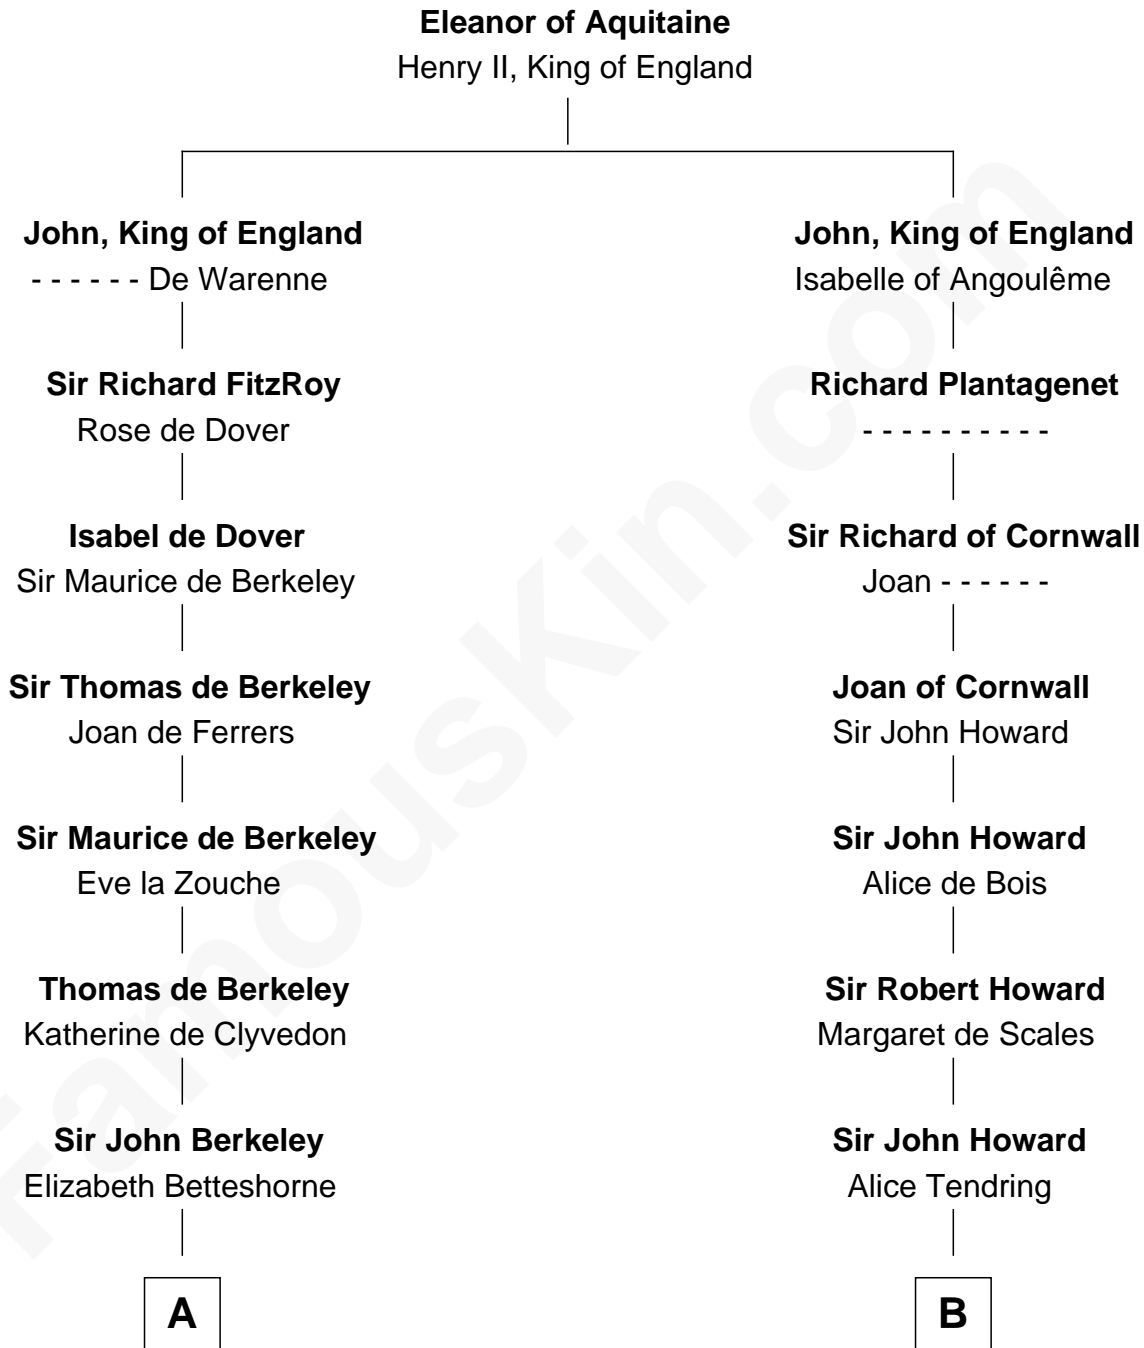 Eleanor of Aquitaine
Henry II, King of England
John, King of England
- - - - - - De Warenne
Sir Richard FitzRoy
Rose de Dover
Isabel de Dover
Sir Maurice de Berkeley
Sir Thomas de Berkeley
Joan de Ferrers
Sir Maurice de Berkeley
Eve la Zouche
Thomas de Berkeley
Katherine de Clyvedon
Sir John Berkeley
Elizabeth Betteshorne
A
John, King of England
Isabelle of Angoulême
Richard Plantagenet
- - - - - - - - - -
Sir Richard of Cornwall
Joan - - - - - -
Joan of Cornwall
Sir John Howard
Sir John Howard
Alice de Bois
Sir Robert Howard
Margaret de Scales
Sir John Howard
Alice Tendring
B
FamousKin.com